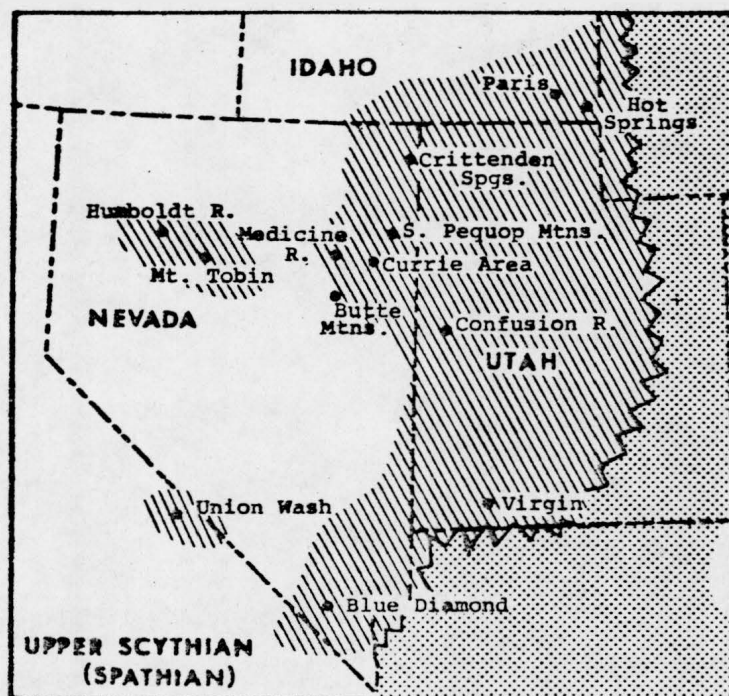 IDAHO
Paris
Hot
Springs
Crittenden
Spgs.
Humboldt R.
Medicine
R.
S. Pequop Mtns.
Mt. Tobin
Currie Area
NEVADA
Butte
Mtns.
Confusion R.
UTAH
Union Wash
Virgin
Blue Diamond
UPPER SCYTHIAN
(SPATHIAN)